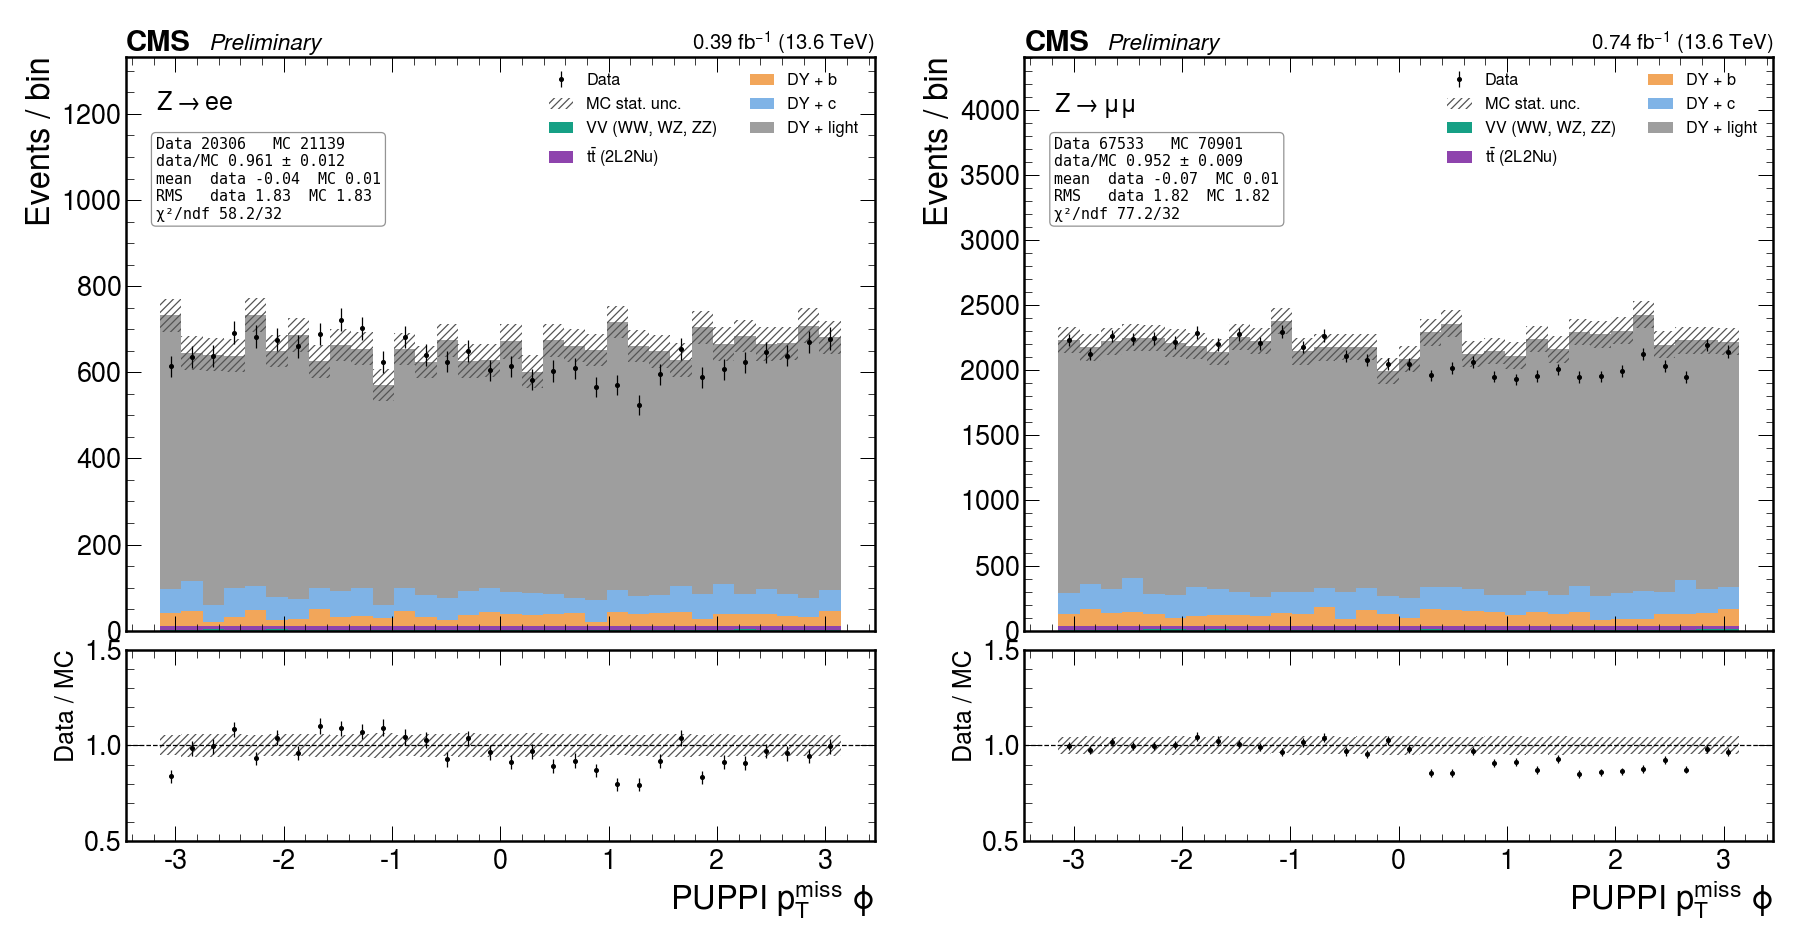 CMS Preliminary 0.39 fb⁻¹ (13.6 TeV)
Events / bin
1200
1000
800
600
400
200
0
Z→ee
Data 20306 MC 21139
data/MC 0.961 ± 0.012
mean data -0.04 MC 0.01
RMS data 1.83 MC 1.83
χ²/ndf 58.2/32
Data
MC stat. unc.
VV (WW, WZ, ZZ)
tt̄ (2L2Nu)
DY + b
DY + c
DY + light
Data / MC
1.5
1.0
0.5
-3 -2 -1 0 1 2 3
PUPPI p_T^miss ϕ
CMS Preliminary 0.74 fb⁻¹ (13.6 TeV)
Events / bin
4000
3500
3000
2500
2000
1500
1000
500
0
Z→μμ
Data 67533 MC 70901
data/MC 0.952 ± 0.009
mean data -0.07 MC 0.01
RMS data 1.82 MC 1.82
χ²/ndf 77.2/32
Data
MC stat. unc.
VV (WW, WZ, ZZ)
tt̄ (2L2Nu)
DY + b
DY + c
DY + light
Data / MC
1.5
1.0
0.5
-3 -2 -1 0 1 2 3
PUPPI p_T^miss ϕ